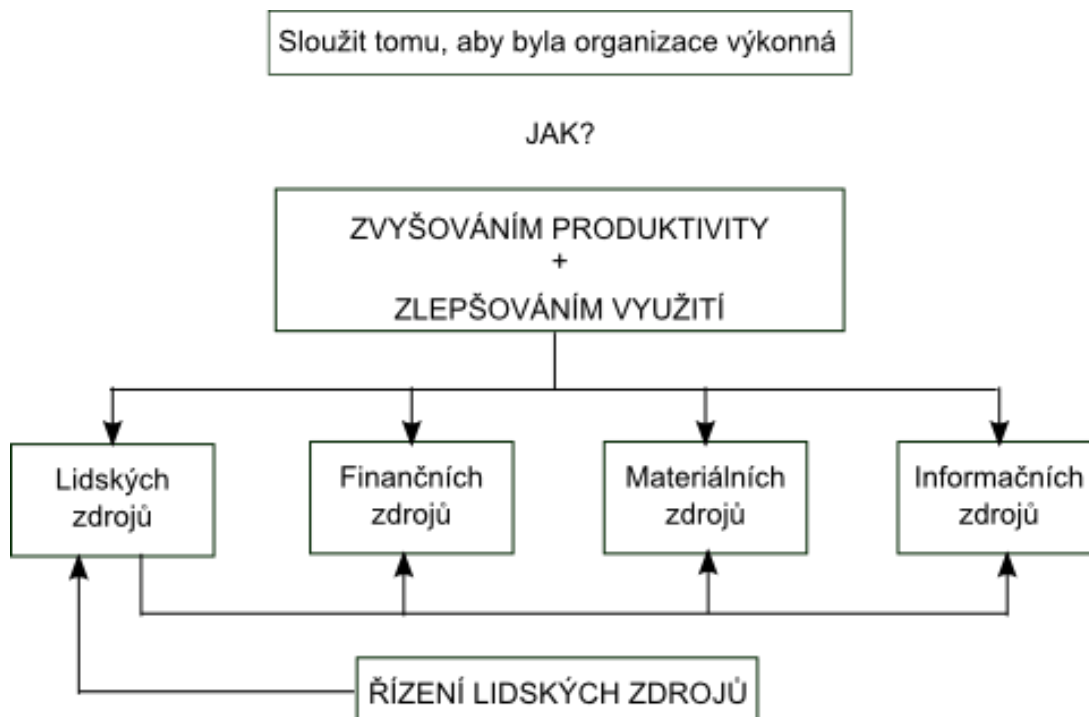 Sloužit tomu, aby byla organizace výkonná
JAK?
ZVYŠOVÁNÍM PRODUKTIVITY
+
ZLEPŠOVÁNÍM VYUŽITÍ
Lidských
zdrojů
Finančních
zdrojů
Materiálních
zdrojů
Informačních
zdrojů
ŘÍZENÍ LIDSKÝCH ZDROJŮ